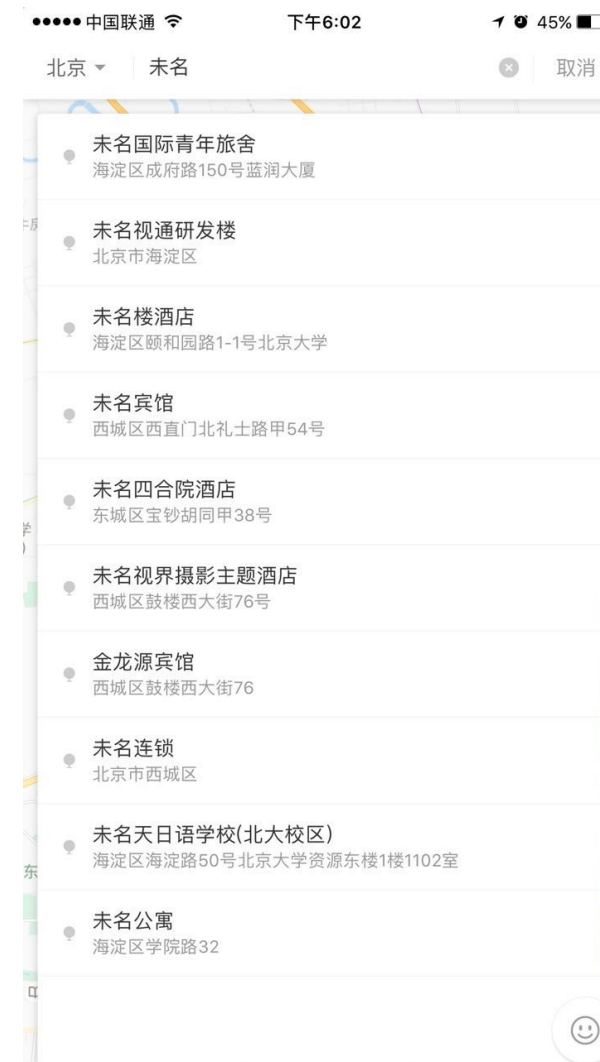 中国联通 下午6:02 45%
北京 未名 取消
未名国际青年旅舍
海淀区成府路150号蓝润大厦
未名视通研发楼
北京市海淀区
未名楼酒店
海淀区颐和园路1-1号北京大学
未名宾馆
西城区西直门北礼士路甲54号
未名四合院酒店
东城区宝钞胡同甲38号
学
未名视界摄影主题酒店
西城区鼓楼西大街76号
金龙源宾馆
西城区鼓楼西大街76
未名连锁
北京市西城区
未名天日语学校(北大校区)
海淀区海淀路50号北京大学资源东楼1楼1102室
东
未名公寓
海淀区学院路32